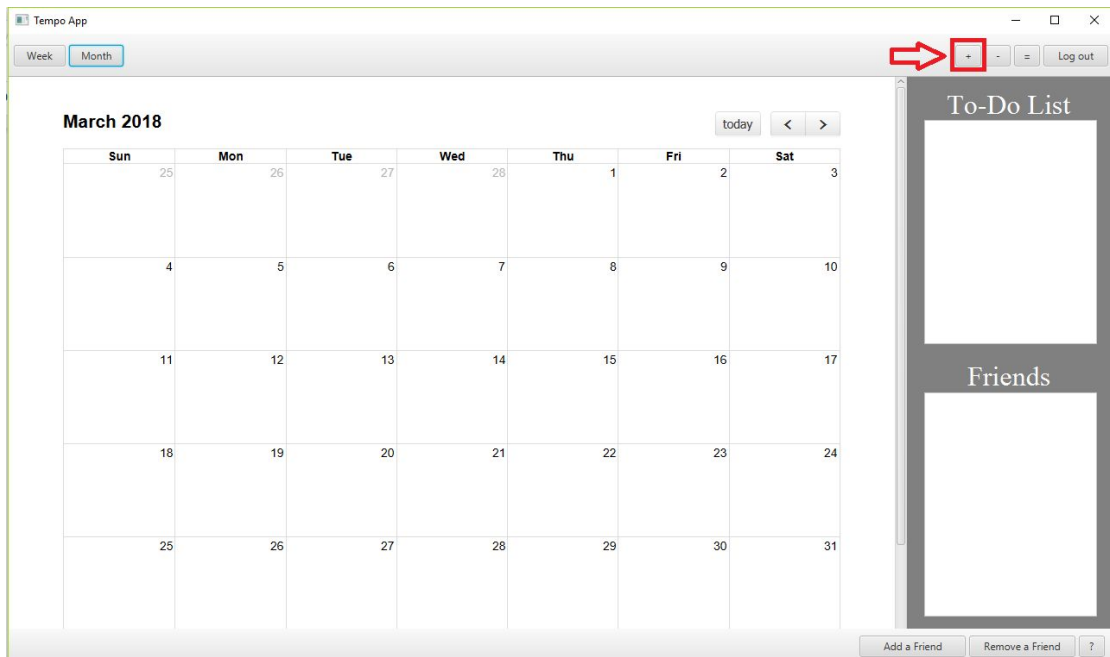 Tempo App
Week Month + - = Log out
March 2018 today < >
Sun Mon Tue Wed Thu Fri Sat
25 26 27 28 1 2 3
4 5 6 7 8 9 10
11 12 13 14 15 16 17
18 19 20 21 22 23 24
25 26 27 28 29 30 31
To-Do List
Friends
Add a Friend Remove a Friend ?